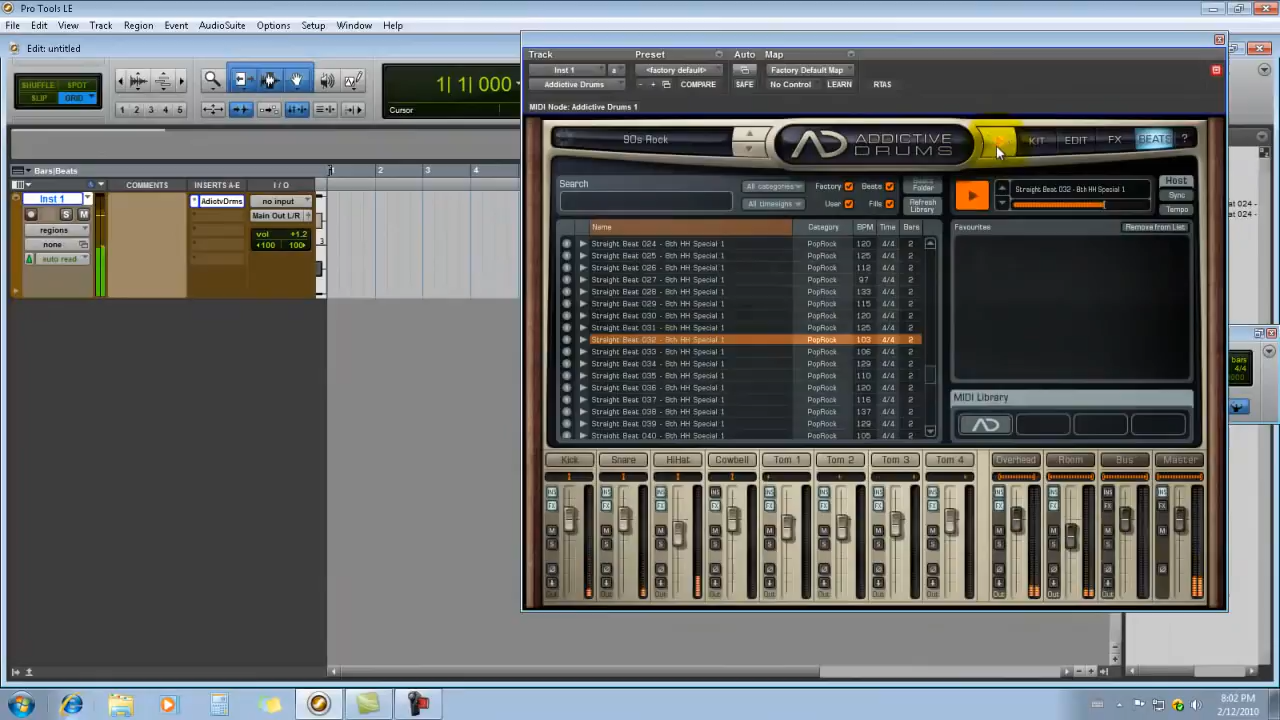 Pro Tools LE
File Edit View Track Region Event AudioSuite Options Setup Window Help
Edit: untitled
SHUFFLE SPOT
SLIP GRID
1 2 3 4 5
1| 1| 000
Cursor
Bars|Beats 1 2 3 4
COMMENTS INSERTS A-E I / O
Inst 1 AdictvDrms no input
S M Main Out L/R
regions
none vol +1.2
auto read +100 100
Track Preset Auto Map
Inst 1 a <factory default> Factory Default Map
Addictive Drums - + COMPARE SAFE No Control LEARN RTAS
MIDI Node: Addictive Drums 1
90s Rock AD ADDICTIVE DRUMS KIT EDIT FX BEATS ?
Search All categories Factory Beats Folder Straight Beat 032 - 8th HH Special 1 Host
All timesigns User Fills Refresh Library Sync
Tempo
Name Category BPM Time Bars Favourites Remove from List
Straight Beat 024 - 8th HH Special 1 PopRock 120 4/4 2
Straight Beat 025 - 8th HH Special 1 PopRock 125 4/4 2
Straight Beat 026 - 8th HH Special 1 PopRock 112 4/4 2
Straight Beat 027 - 8th HH Special 1 PopRock 97 4/4 2
Straight Beat 028 - 8th HH Special 1 PopRock 133 4/4 2
Straight Beat 029 - 8th HH Special 1 PopRock 115 4/4 2
Straight Beat 030 - 8th HH Special 1 PopRock 120 4/4 2
Straight Beat 031 - 8th HH Special 1 PopRock 125 4/4 2
Straight Beat 032 - 8th HH Special 1 PopRock 103 4/4 2
Straight Beat 033 - 8th HH Special 1 PopRock 106 4/4 2
Straight Beat 034 - 8th HH Special 1 PopRock 129 4/4 2
Straight Beat 035 - 8th HH Special 1 PopRock 110 4/4 2
Straight Beat 036 - 8th HH Special 1 PopRock 120 4/4 2
Straight Beat 037 - 8th HH Special 1 PopRock 116 4/4 2
Straight Beat 038 - 8th HH Special 1 PopRock 137 4/4 2
Straight Beat 039 - 8th HH Special 1 PopRock 129 4/4 2
Straight Beat 040 - 8th HH Special 1 PopRock 105 4/4 2
MIDI Library
AD
bars
4/4
Kick Snare HiHat Cowbell Tom 1 Tom 2 Tom 3 Tom 4 Overhead Room Bus Master
Out Out Out Out Out Out Out Out Out Out Out Out
8:02 PM
2/12/2010